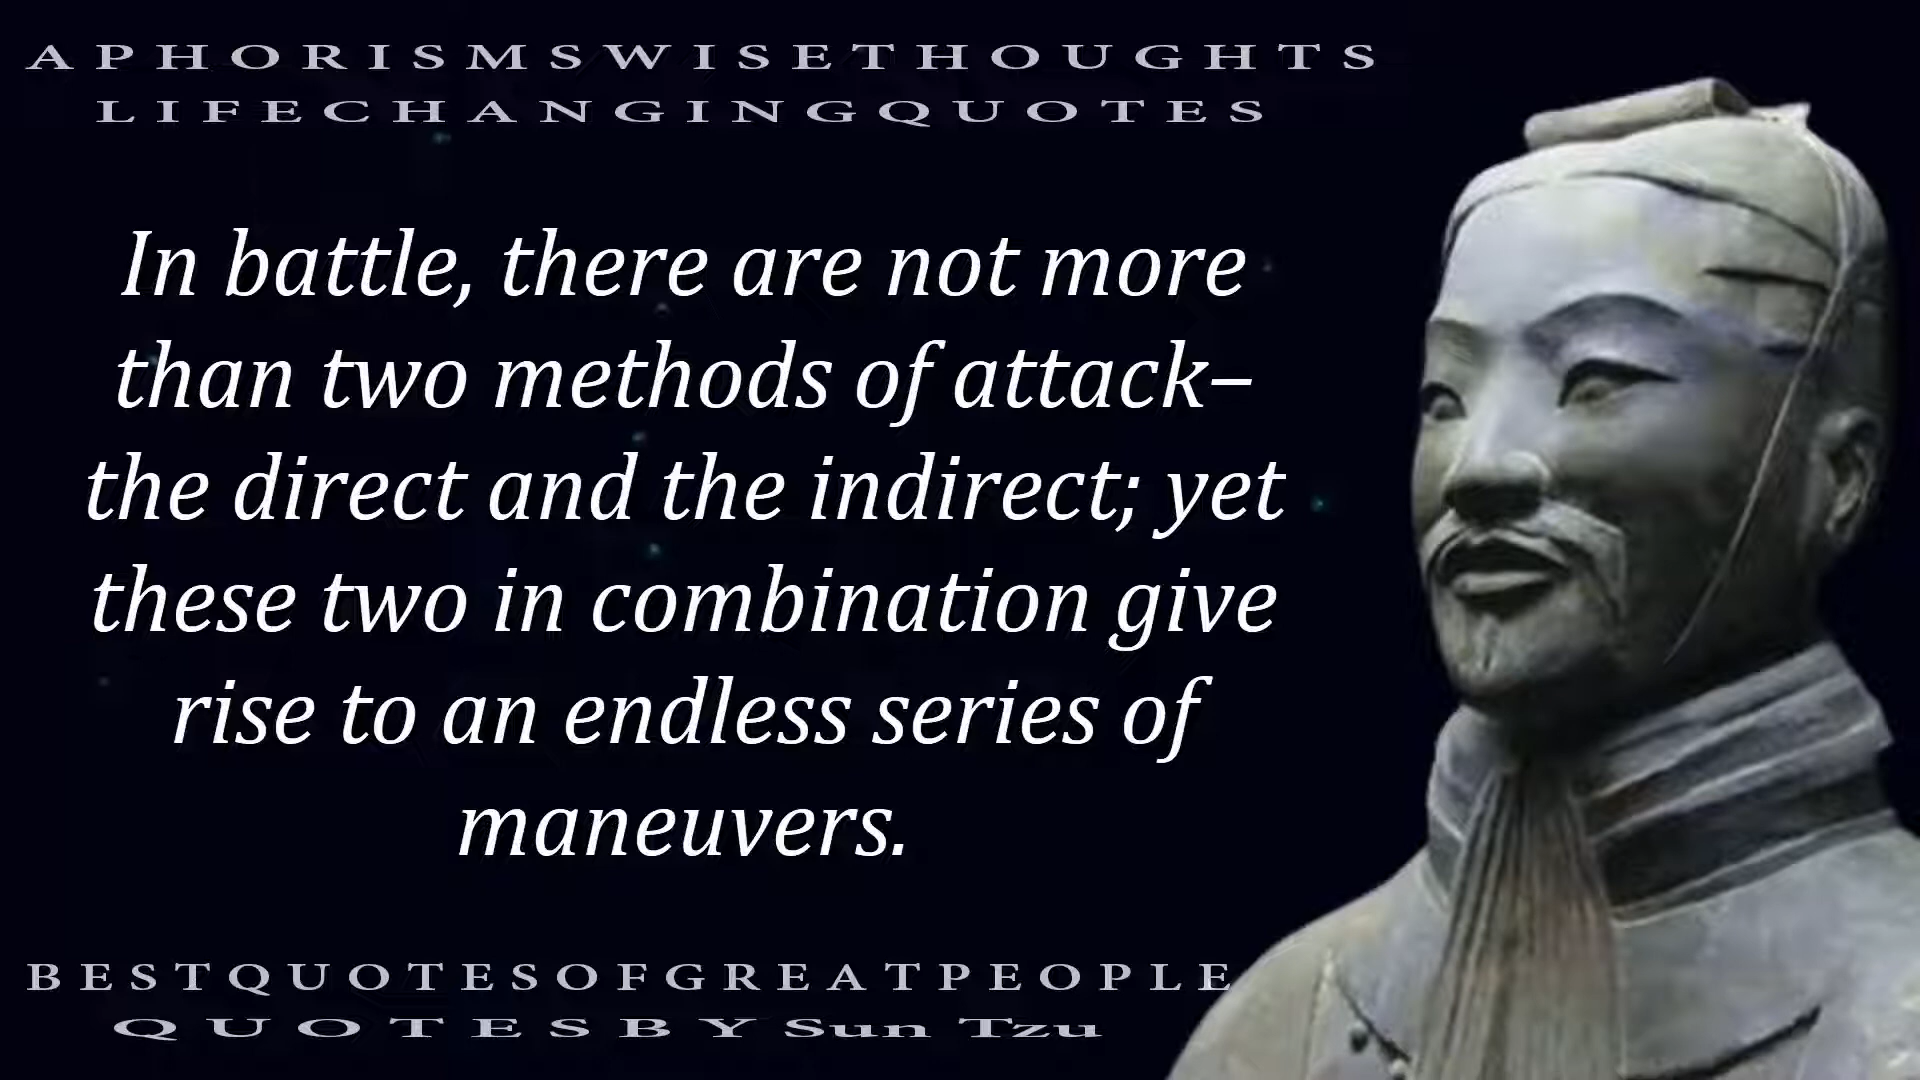 APHORISMSWISETHOUGHTS
LIFECHANGINGQUOTES
In battle, there are not more
than two methods of attack–
the direct and the indirect; yet
these two in combination give
rise to an endless series of
maneuvers.
BESTQUOTESOFGREATPEOPLE
QUOTESBY Sun Tzu